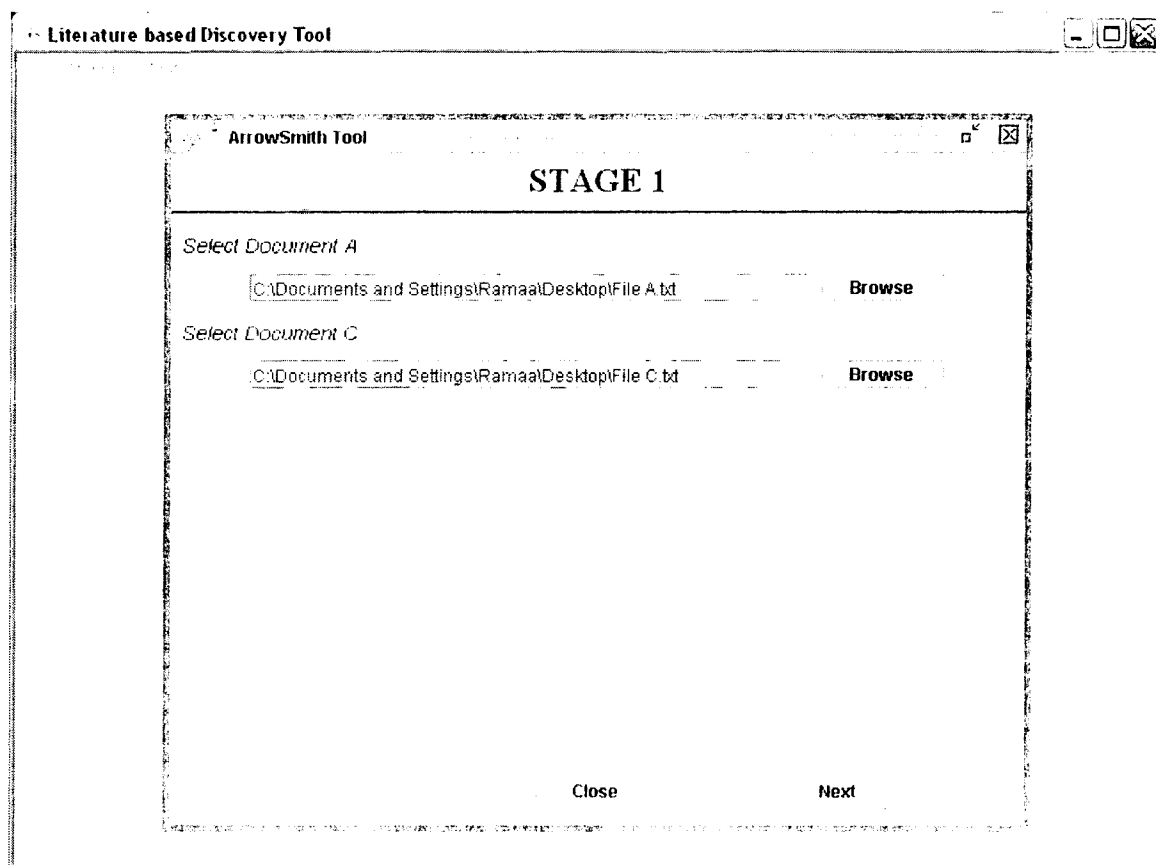 Literature based Discovery Tool
ArrowSmith Tool
STAGE 1
Select Document A
C:\Documents and Settings\Ramaa\Desktop\File A.txt Browse
Select Document C
C:\Documents and Settings\Ramaa\Desktop\File C.txt Browse
Close Next